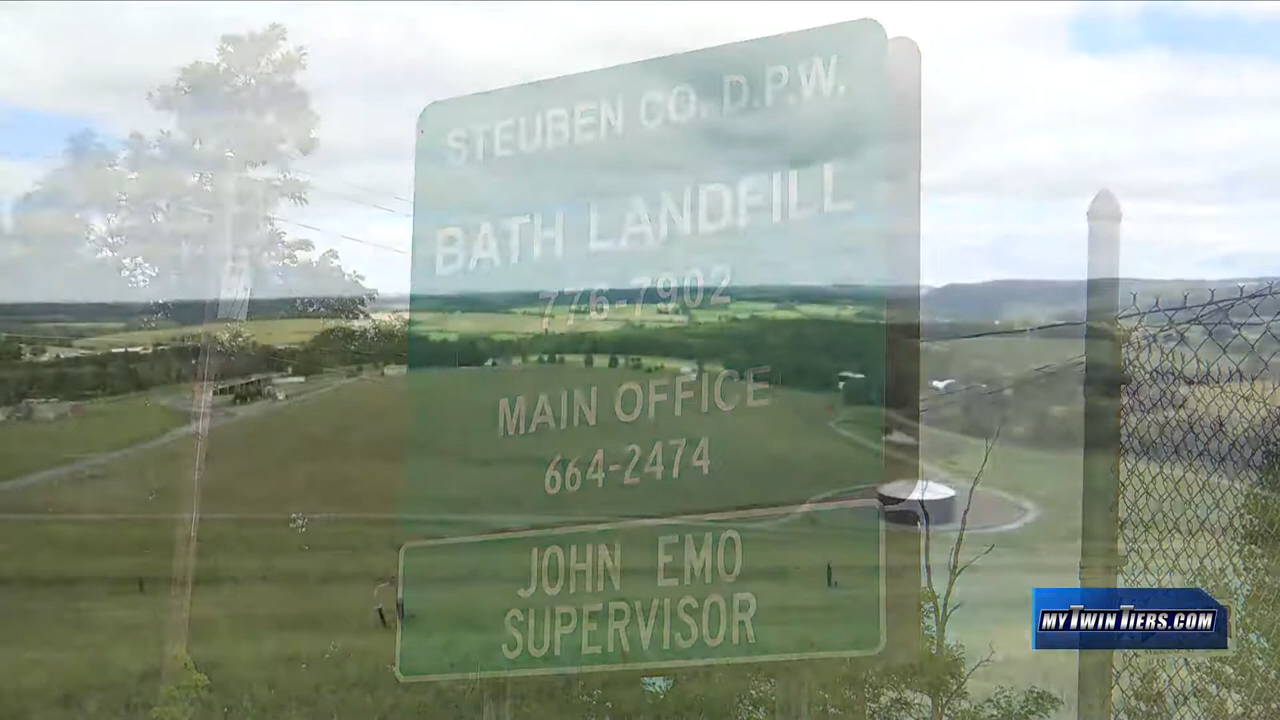 STEUBEN CO. D.P.W.
BATH LANDFILL
776-7902
MAIN OFFICE
664-2474
JOHN EMO
SUPERVISOR
MYTWINTIERS.COM